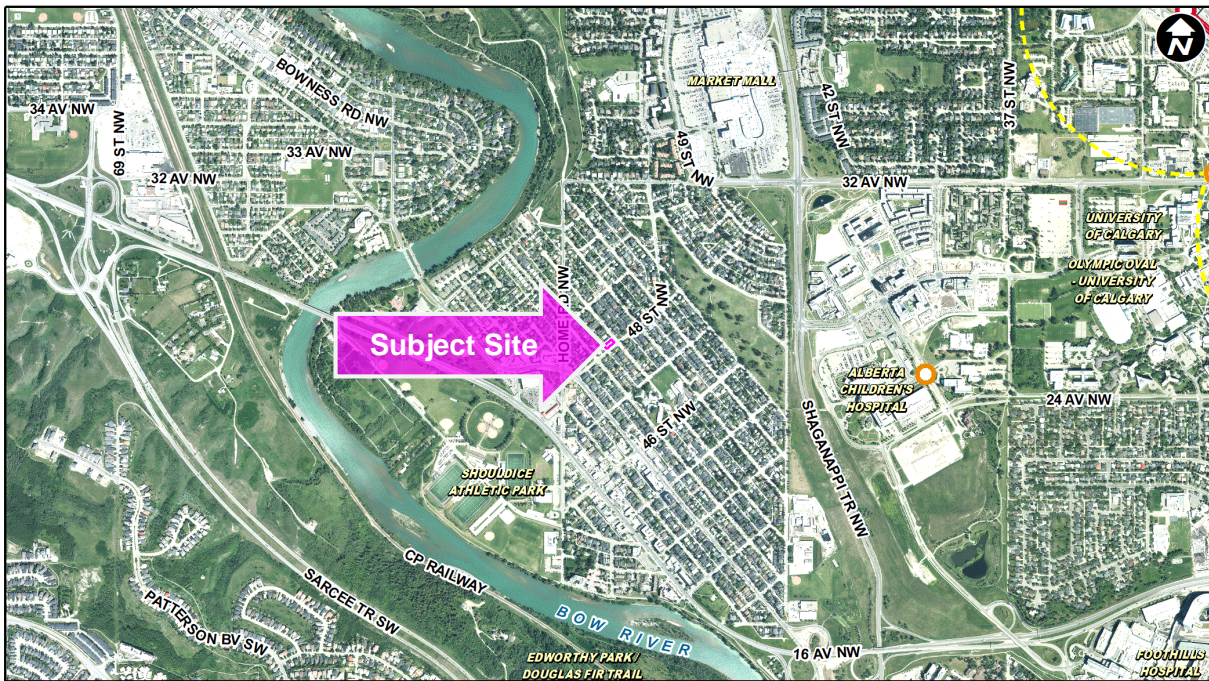 N
BOWNESS RD NW
MARKET MALL
34 AV NW
69 ST NW
42 ST NW
37 ST NW
33 AV NW
49 ST NW
32 AV NW
32 AV NW
UNIVERSITY
OF CALGARY
OLYMPIC OVAL
- UNIVERSITY
OF CALGARY
48 ST NW
Subject Site
ALBERTA
CHILDREN'S
HOSPITAL
24 AV NW
46 ST NW
SHAGANAPPI TR NW
SHOULDICE
ATHLETIC PARK
CP RAILWAY
SARCEE TR SW
PATTERSON BV SW
BOW RIVER
16 AV NW
EDWORTHY PARK /
DOUGLAS FIR TRAIL
FOOTHILLS
HOSPITAL